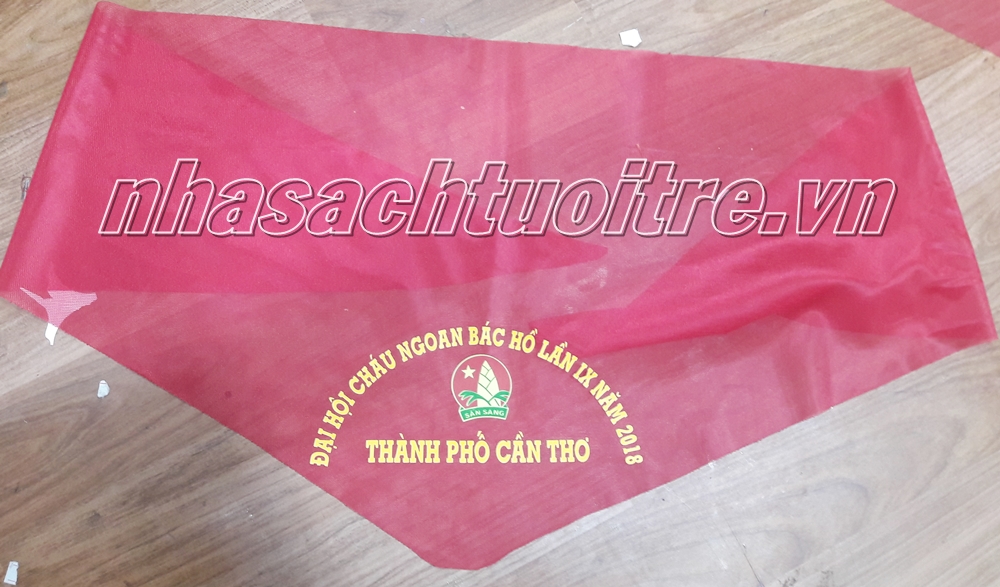 nhasachtuoitre.vn
ĐẠI HỘI CHÁU NGOAN BÁC HỒ LẦN IX NĂM 2018
SẴN SÀNG
THÀNH PHỐ CẦN THƠ